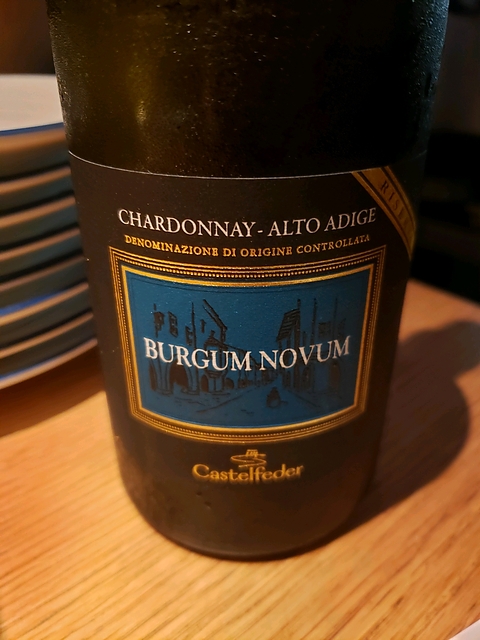 CHARDONNAY - ALTO ADIGE
DENOMINAZIONE DI ORIGINE CONTROLLATA
BURGUM NOVUM
Castelfeder